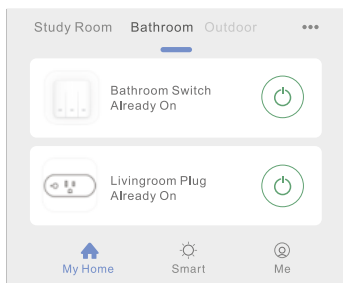 Study Room Bathroom Outdoor
Bathroom Switch
Already On
Livingroom Plug
Already On
My Home Smart Me